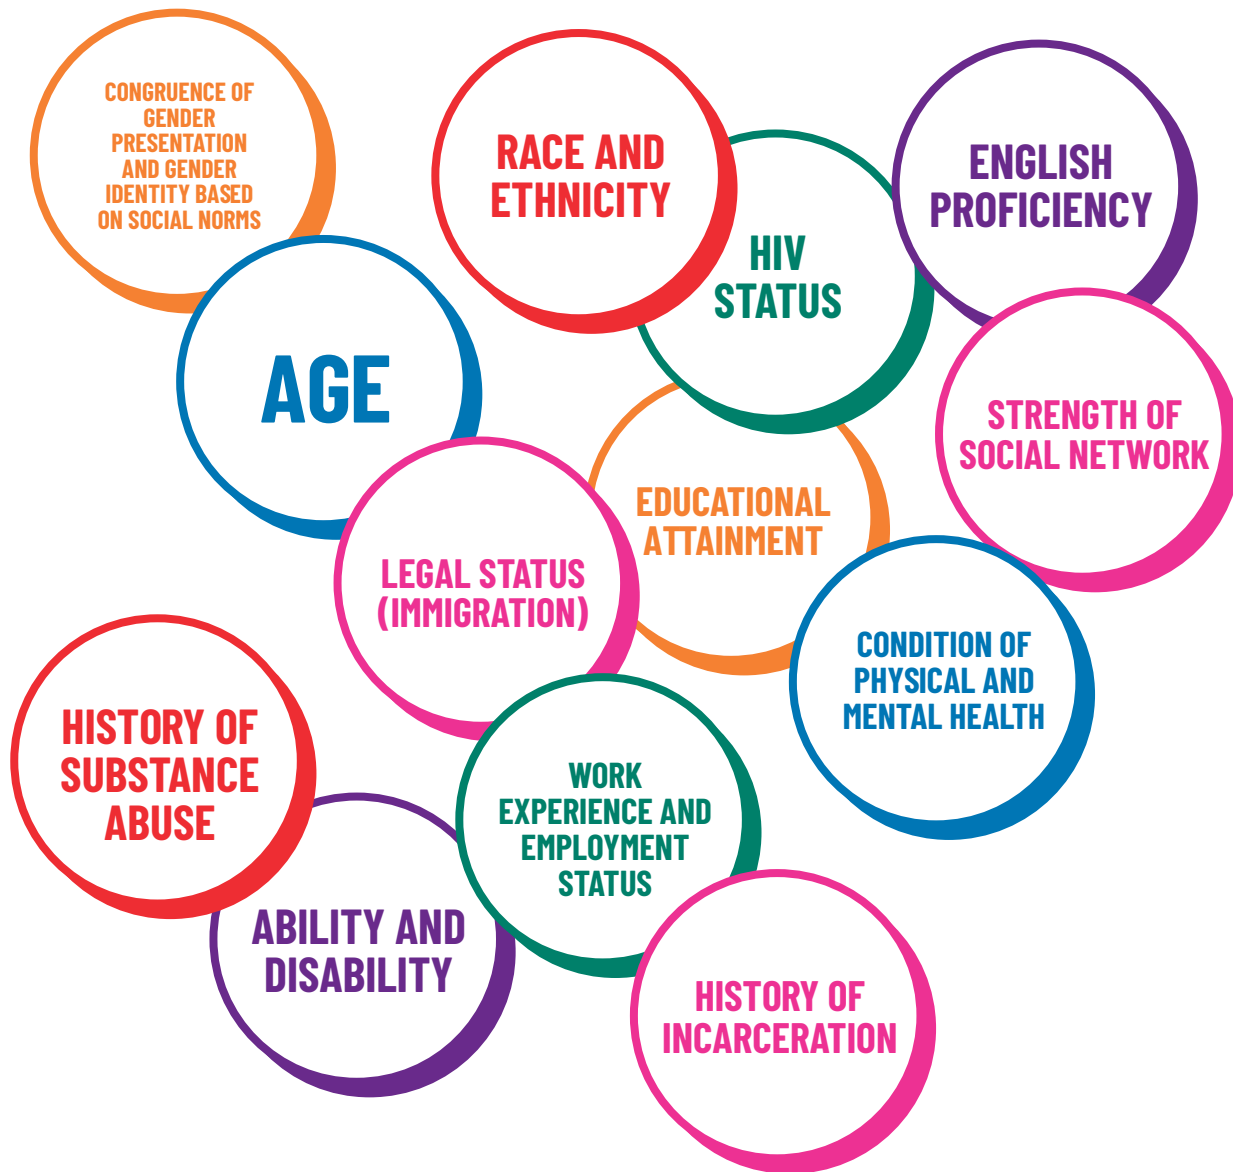 CONGRUENCE OF
GENDER
PRESENTATION
AND GENDER
IDENTITY BASED
ON SOCIAL NORMS
RACE AND
ETHNICITY
HIV
STATUS
ENGLISH
PROFICIENCY
AGE
STRENGTH OF
SOCIAL NETWORK
EDUCATIONAL
ATTAINMENT
LEGAL STATUS
(IMMIGRATION)
CONDITION OF
PHYSICAL AND
MENTAL HEALTH
HISTORY OF
SUBSTANCE
ABUSE
WORK
EXPERIENCE AND
EMPLOYMENT
STATUS
ABILITY AND
DISABILITY
HISTORY OF
INCARCERATION